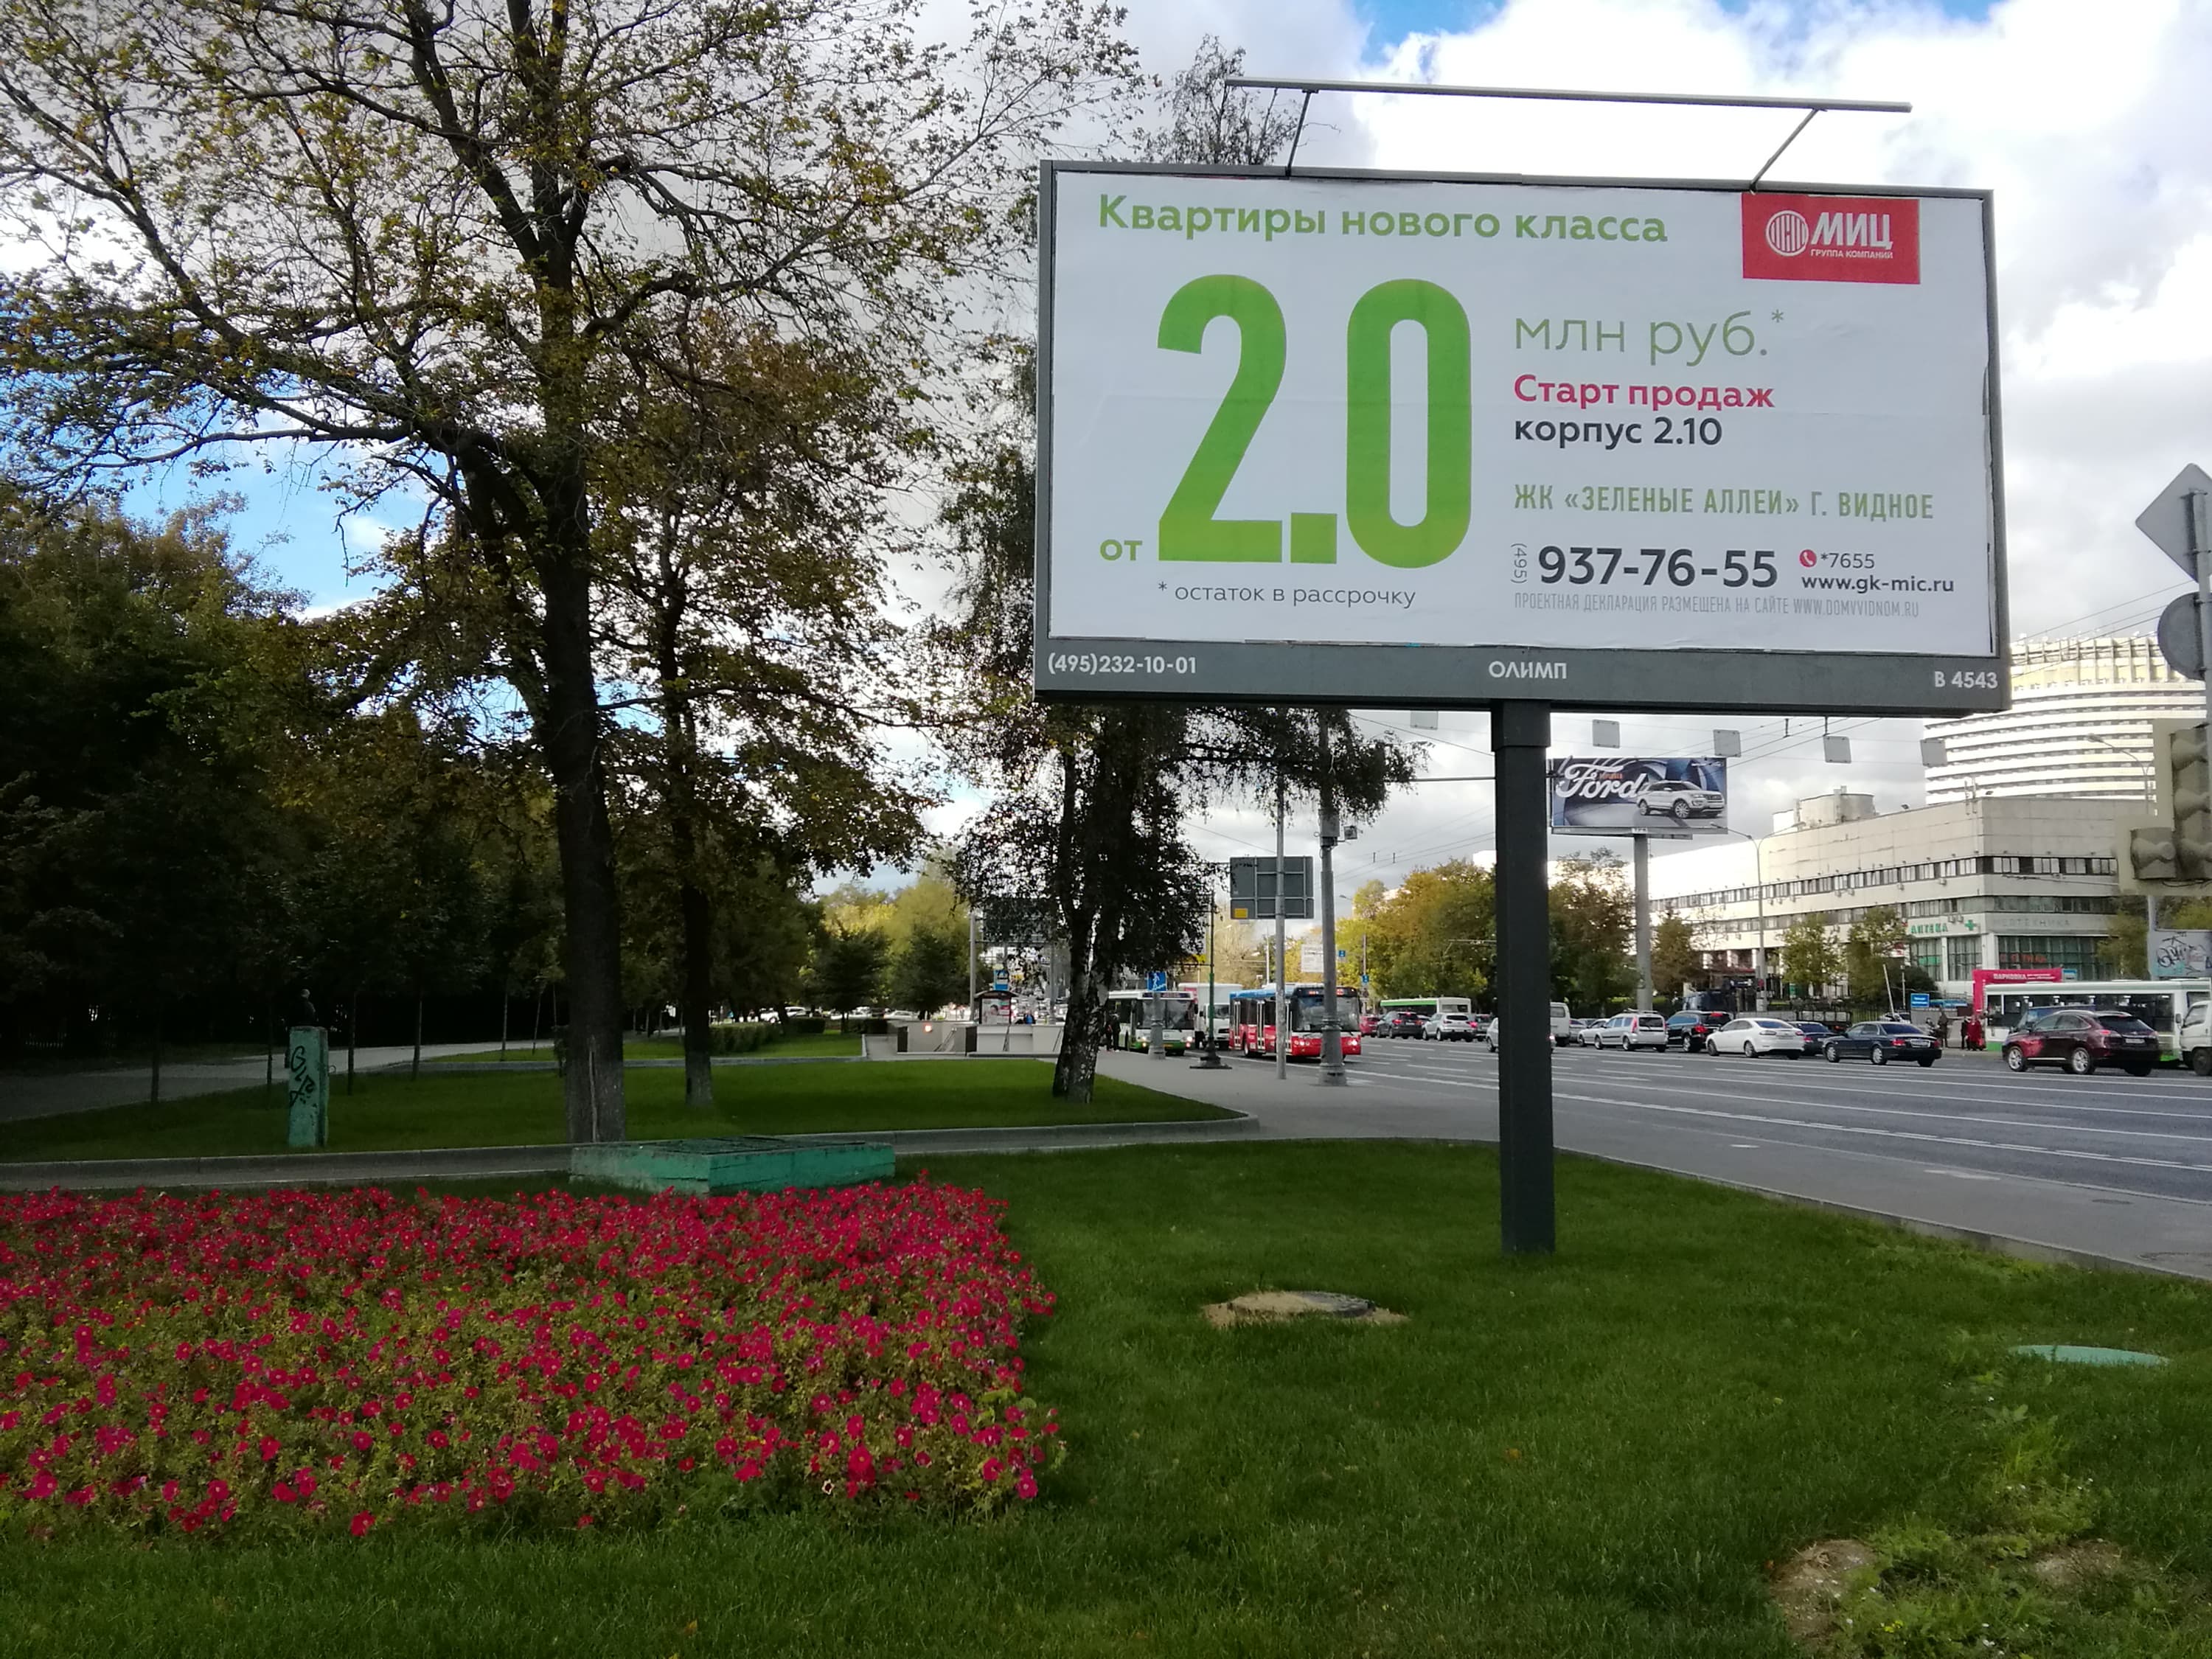 Квартиры нового класса
МИЦ
ГРУППА КОМПАНИЙ
от 2.0 млн руб.*
Старт продаж
корпус 2.10
ЖК «ЗЕЛЕНЫЕ АЛЛЕИ» Г. ВИДНОЕ
(495) 937-76-55 *7655
www.gk-mic.ru
* остаток в рассрочку
ПРОЕКТНАЯ ДЕКЛАРАЦИЯ РАЗМЕЩЕНА НА САЙТЕ WWW.DOMVVIDNOM.RU
(495)232-10-01 ОЛИМП В 4543
Ford
АПТЕКА
ПАРКОВКА